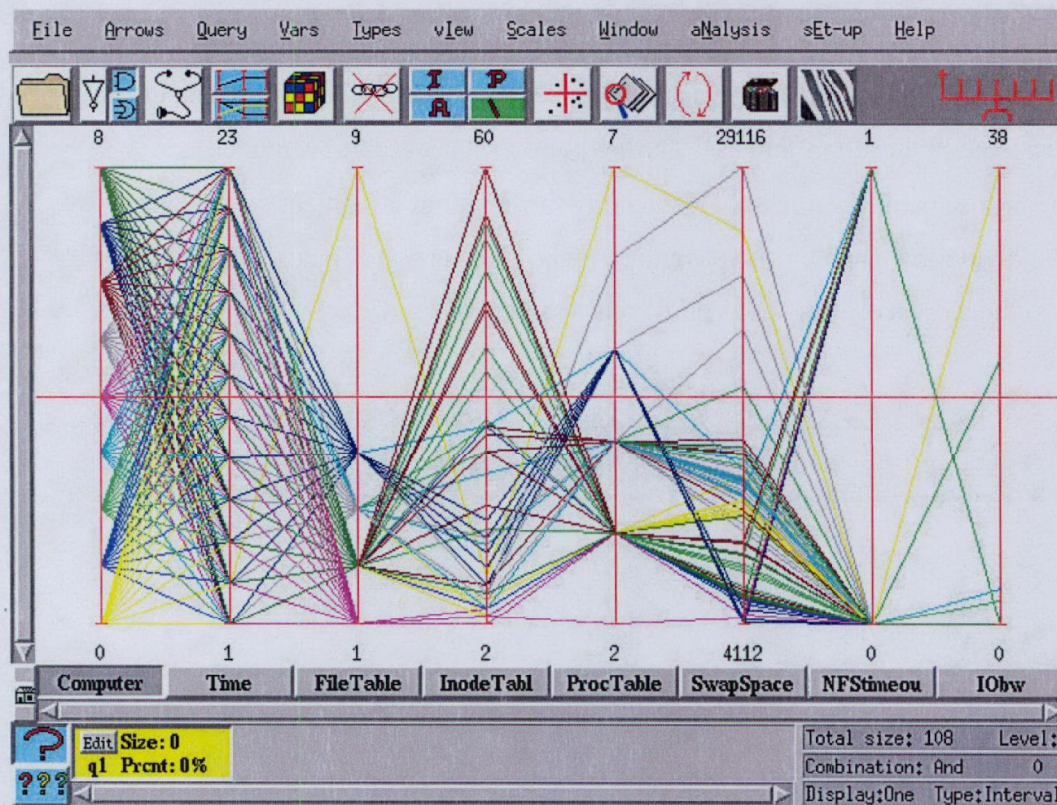 File Arrows Query Vars Types vIew Scales Window aNalysis sEt-up Help
I P
A \
8 23 9 60 7 29116 1 38
0 1 1 2 2 4112 0 0
Computer Time FileTable InodeTabl ProcTable SwapSpace NFStimeou IObw
? Edit Size: 0
q1 Prcnt: 0%
???
Total size: 108 Level:
Combination: And 0
Display:One Type:Interval